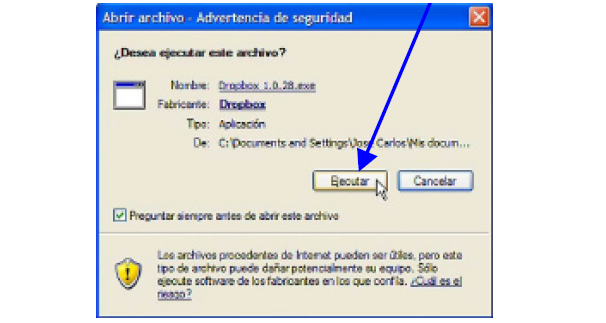 Abrir archivo - Advertencia de seguridad
¿Desea ejecutar este archivo?
Nombre: Dropbox 1.0.28.exe
Fabricante: Dropbox
Tipo: Aplicación
De: C:\Documents and Settings\Jose Carlos\Mis docum...
Ejecutar Cancelar
Preguntar siempre antes de abrir este archivo
Los archivos procedentes de Internet pueden ser útiles, pero este
tipo de archivo puede dañar potencialmente su equipo. Sólo
ejecute software de los fabricantes en los que confía. ¿Cuál es el
riesgo?